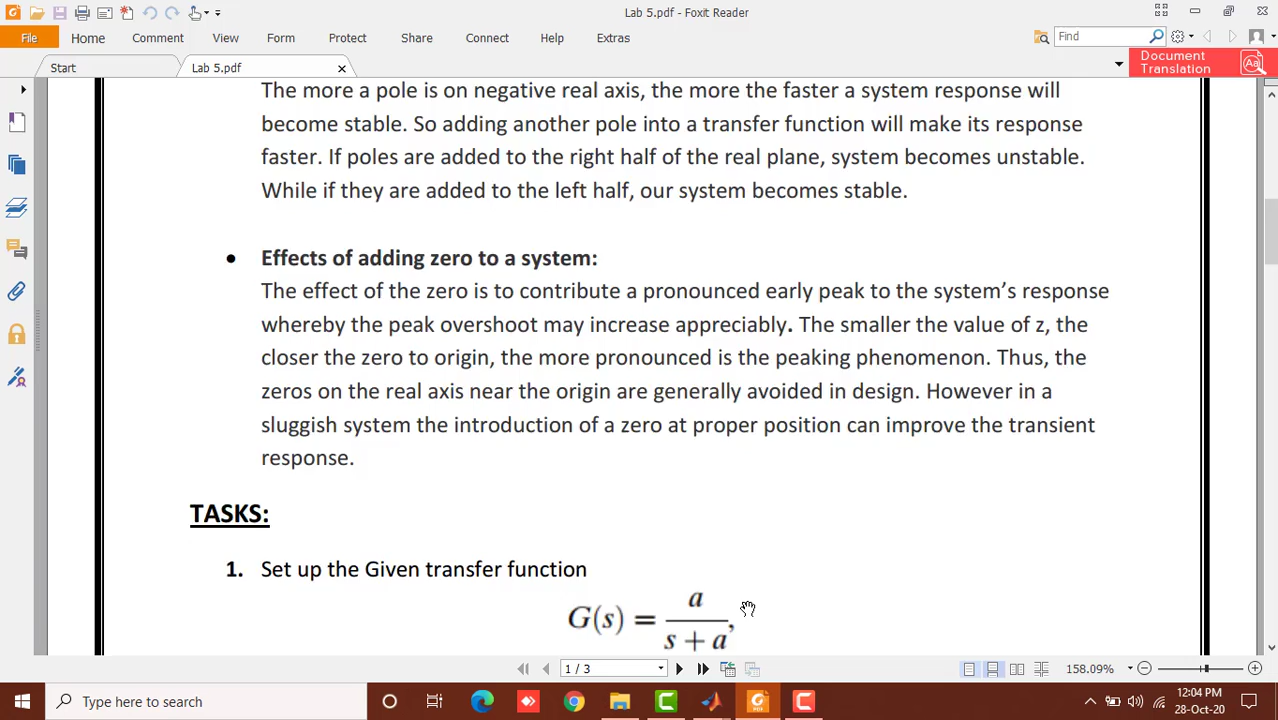 Lab 5.pdf - Foxit Reader
File Home Comment View Form Protect Share Connect Help Extras Find
Start Lab 5.pdf
Document
Translation
The more a pole is on negative real axis, the more the faster a system response will
become stable. So adding another pole into a transfer function will make its response
faster. If poles are added to the right half of the real plane, system becomes unstable.
While if they are added to the left half, our system becomes stable.
• Effects of adding zero to a system:
The effect of the zero is to contribute a pronounced early peak to the system’s response
whereby the peak overshoot may increase appreciably. The smaller the value of z, the
closer the zero to origin, the more pronounced is the peaking phenomenon. Thus, the
zeros on the real axis near the origin are generally avoided in design. However in a
sluggish system the introduction of a zero at proper position can improve the transient
response.
TASKS:
1. Set up the Given transfer function
a
G(s) =
s + a,
1 / 3 158.09%
Type here to search 12:04 PM
28-Oct-20